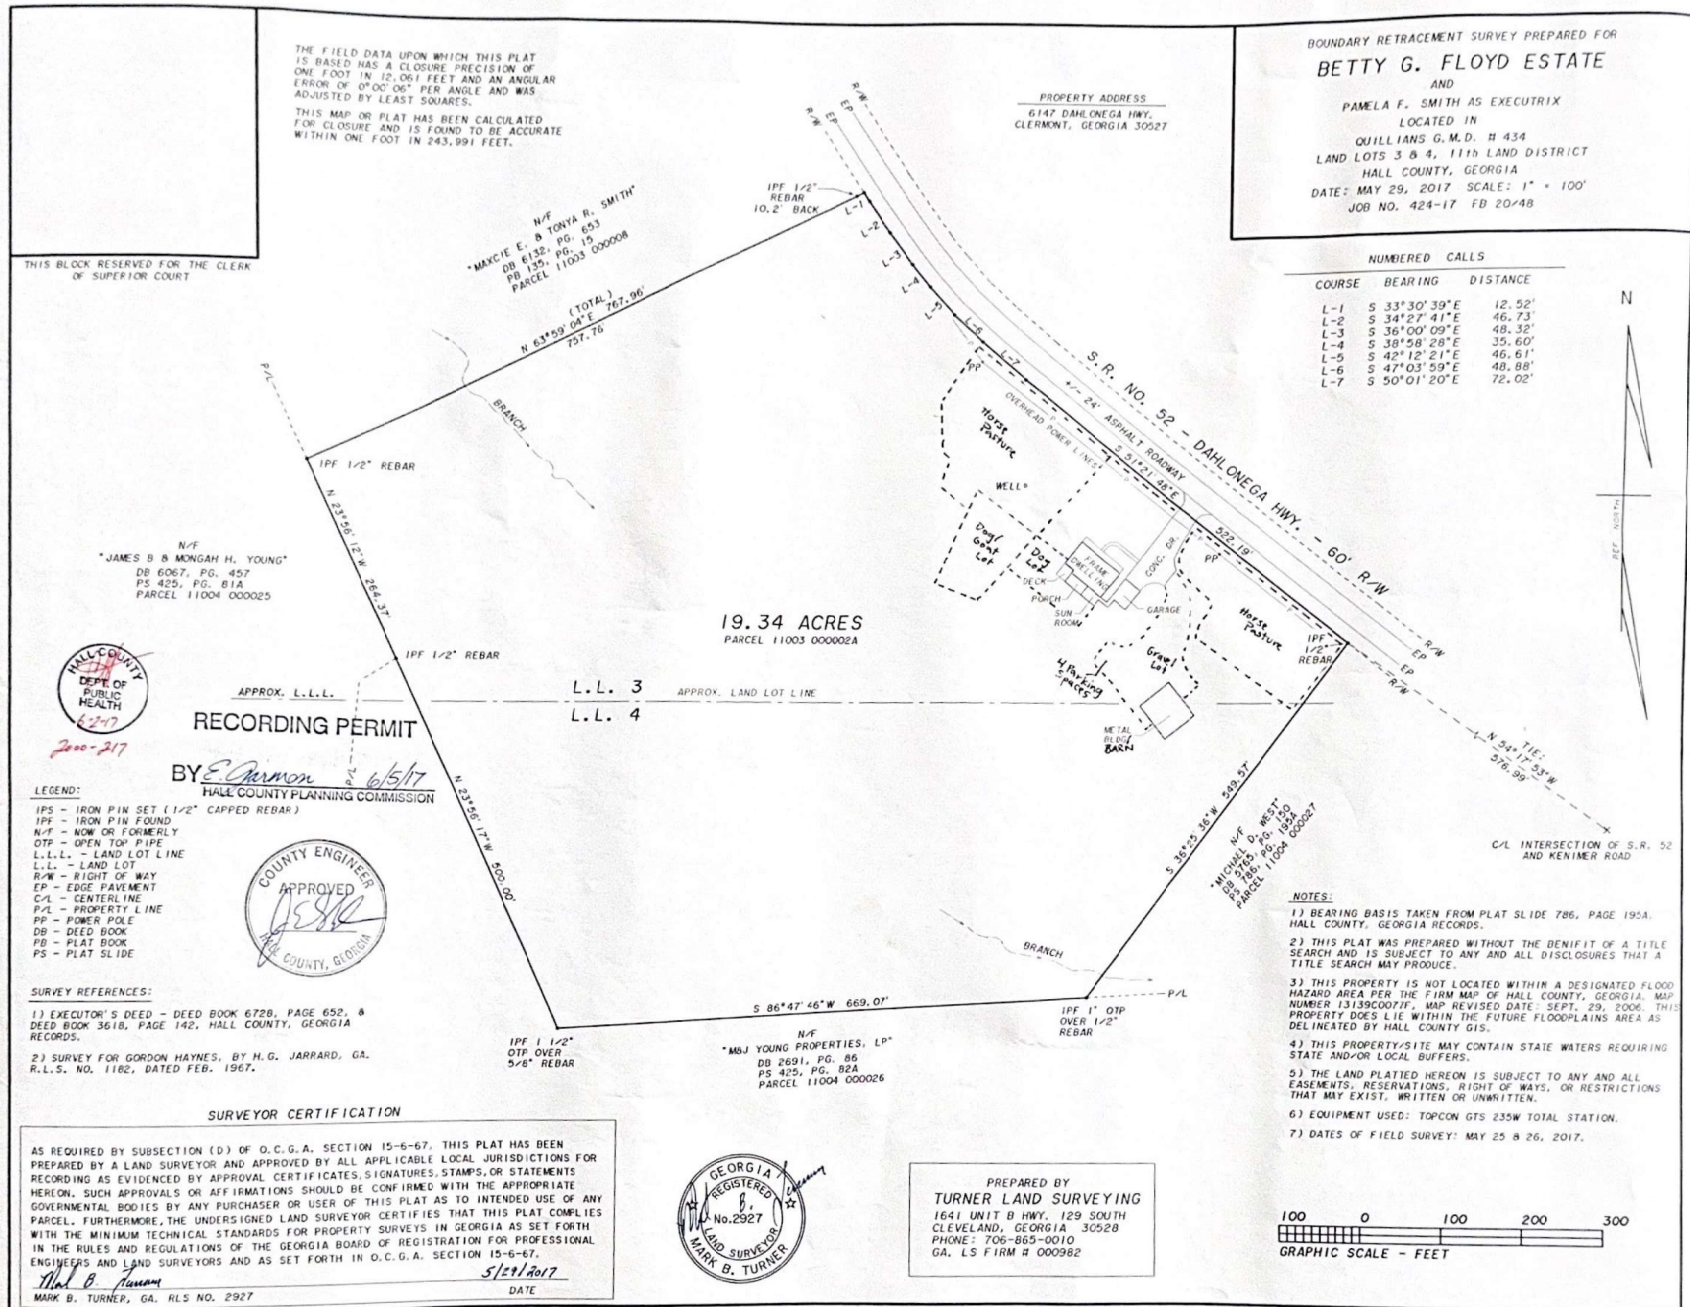 THE FIELD DATA UPON WHICH THIS PLAT
IS BASED HAS A CLOSURE PRECISION OF
ONE FOOT IN 12,061 FEET AND AN ANGULAR
ERROR OF 0°00'06" PER ANGLE AND WAS
ADJUSTED BY LEAST SQUARES.
THIS MAP OR PLAT HAS BEEN CALCULATED
FOR CLOSURE AND IS FOUND TO BE ACCURATE
WITHIN ONE FOOT IN 243,991 FEET.
THIS BLOCK RESERVED FOR THE CLERK
OF SUPERIOR COURT
PROPERTY ADDRESS
6147 DAHLONEGA HWY.
CLERMONT, GEORGIA 30527
BOUNDARY RETRACEMENT SURVEY PREPARED FOR
BETTY G. FLOYD ESTATE
AND
PAMELA F. SMITH AS EXECUTRIX
LOCATED IN
QUILLIANS G.M.D. # 434
LAND LOTS 3 & 4, 11th LAND DISTRICT
HALL COUNTY, GEORGIA
DATE: MAY 29, 2017 SCALE: 1" = 100'
JOB NO. 424-17 FB 20/48
NUMBERED CALLS
COURSE BEARING DISTANCE
L-1 S 33°30'39"E 12.52'
L-2 S 34°27'41"E 46.73'
L-3 S 36°00'09"E 48.32'
L-4 S 38°58'28"E 35.60'
L-5 S 42°12'21"E 46.61'
L-6 S 47°03'59"E 48.88'
L-7 S 50°01'20"E 72.02'
N
REF. NORTH
R/W
EP
EP
R/W
IPF 1/2"
REBAR
10.2' BACK
L-1
L-2
L-3
L-4
L-5
L-6
L-7
N/F
"MAXCIE E. & TONYA R. SMITH"
DB 6132, PG. 653
PB 135, PG. 15
PARCEL 11003 000008
(TOTAL)
N 63°59'04"E 767.96'
757.76'
BRANCH
P/L
IPF 1/2" REBAR
N 23°56'12"W 264.37'
S.R. NO. 52 - DAHLONEGA HWY. - 60' R/W
+/- 24' ASPHALT ROADWAY
S 51°21'48"E
522.19'
OVERHEAD POWER LINES
PP
Horse
Pasture
WELL
Dog/
Goat
Lot
Dog
Lot
FRAME
DWELLING
DECK
PORCH
SUN
ROOM
GARAGE
CONC. DR.
PP
Horse
Pasture
Gravel
Lot
4 Parking
Spaces
METAL
BLDG/
BARN
IPF
1/2"
REBAR
R/W
EP
EP
R/W
N/F
"JAMES B & MONGAH H. YOUNG"
DB 6067, PG. 457
PS 425, PG. 81A
PARCEL 11004 000025
19.34 ACRES
PARCEL 11003 000002A
IPF 1/2" REBAR
HALL COUNTY
DEPT. OF
PUBLIC
HEALTH
6-2-17
2000-217
APPROX. L.L.L.
L.L. 3
APPROX. LAND LOT LINE
L.L. 4
RECORDING PERMIT
BY E. Garmon 6/5/17
HALL COUNTY PLANNING COMMISSION
P/L
TIE:
N 54°17'53"W
576.99'
C/L INTERSECTION OF S.R. 52
AND KENIMER ROAD
N 23°56'17"W 500.00'
S 36°25'36"W 549.57'
N/F
"MICHAEL D. WEST"
DB 5765, PG. 150
PS 786, PG. 195A
PARCEL 11004 000027
LEGEND:
IPS - IRON PIN SET (1/2" CAPPED REBAR)
IPF - IRON PIN FOUND
N/F - NOW OR FORMERLY
OTP - OPEN TOP PIPE
L.L.L. - LAND LOT LINE
L.L. - LAND LOT
R/W - RIGHT OF WAY
EP - EDGE PAVEMENT
C/L - CENTERLINE
P/L - PROPERTY LINE
PP - POWER POLE
DB - DEED BOOK
PB - PLAT BOOK
PS - PLAT SLIDE
COUNTY ENGINEER
APPROVED
HALL COUNTY, GEORGIA
SURVEY REFERENCES:
1) EXECUTOR'S DEED - DEED BOOK 6728, PAGE 652, &
DEED BOOK 3618, PAGE 142, HALL COUNTY, GEORGIA
RECORDS.
2) SURVEY FOR GORDON HAYNES, BY H.G. JARRARD, GA.
R.L.S. NO. 1182, DATED FEB. 1967.
BRANCH
P/L
S 86°47'46"W 669.07'
IPF 1 1/2"
OTP OVER
5/8" REBAR
IPF 1" OTP
OVER 1/2"
REBAR
N/F
"M&J YOUNG PROPERTIES, LP"
DB 2691, PG. 86
PS 425, PG. 82A
PARCEL 11004 000026
NOTES:
1) BEARING BASIS TAKEN FROM PLAT SLIDE 786, PAGE 195A,
HALL COUNTY, GEORGIA RECORDS.
2) THIS PLAT WAS PREPARED WITHOUT THE BENIFIT OF A TITLE
SEARCH AND IS SUBJECT TO ANY AND ALL DISCLOSURES THAT A
TITLE SEARCH MAY PRODUCE.
3) THIS PROPERTY IS NOT LOCATED WITHIN A DESIGNATED FLOOD
HAZARD AREA PER THE FIRM MAP OF HALL COUNTY, GEORGIA. MAP
NUMBER 13139C0077F, MAP REVISED DATE: SEPT. 29, 2006. THIS
PROPERTY DOES LIE WITHIN THE FUTURE FLOODPLAINS AREA AS
DELINEATED BY HALL COUNTY GIS.
4) THIS PROPERTY/SITE MAY CONTAIN STATE WATERS REQUIRING
STATE AND/OR LOCAL BUFFERS.
5) THE LAND PLATTED HEREON IS SUBJECT TO ANY AND ALL
EASEMENTS, RESERVATIONS, RIGHT OF WAYS, OR RESTRICTIONS
THAT MAY EXIST, WRITTEN OR UNWRITTEN.
6) EQUIPMENT USED: TOPCON GTS 235W TOTAL STATION.
7) DATES OF FIELD SURVEY: MAY 25 & 26, 2017.
SURVEYOR CERTIFICATION
AS REQUIRED BY SUBSECTION (D) OF O.C.G.A. SECTION 15-6-67, THIS PLAT HAS BEEN
PREPARED BY A LAND SURVEYOR AND APPROVED BY ALL APPLICABLE LOCAL JURISDICTIONS FOR
RECORDING AS EVIDENCED BY APPROVAL CERTIFICATES, SIGNATURES, STAMPS, OR STATEMENTS
HEREON. SUCH APPROVALS OR AFFIRMATIONS SHOULD BE CONFIRMED WITH THE APPROPRIATE
GOVERNMENTAL BODIES BY ANY PURCHASER OR USER OF THIS PLAT AS TO INTENDED USE OF ANY
PARCEL. FURTHERMORE, THE UNDERSIGNED LAND SURVEYOR CERTIFIES THAT THIS PLAT COMPLIES
WITH THE MINIMUM TECHNICAL STANDARDS FOR PROPERTY SURVEYS IN GEORGIA AS SET FORTH
IN THE RULES AND REGULATIONS OF THE GEORGIA BOARD OF REGISTRATION FOR PROFESSIONAL
ENGINEERS AND LAND SURVEYORS AND AS SET FORTH IN O.C.G.A. SECTION 15-6-67.
Mark B. Turner 5/29/2017
MARK B. TURNER, GA. RLS NO. 2927 DATE
GEORGIA
REGISTERED
No.2927
LAND SURVEYOR
MARK B. TURNER
PREPARED BY
TURNER LAND SURVEYING
1641 UNIT B HWY. 129 SOUTH
CLEVELAND, GEORGIA 30528
PHONE: 706-865-0010
GA. LS FIRM # 000982
100 0 100 200 300
GRAPHIC SCALE - FEET